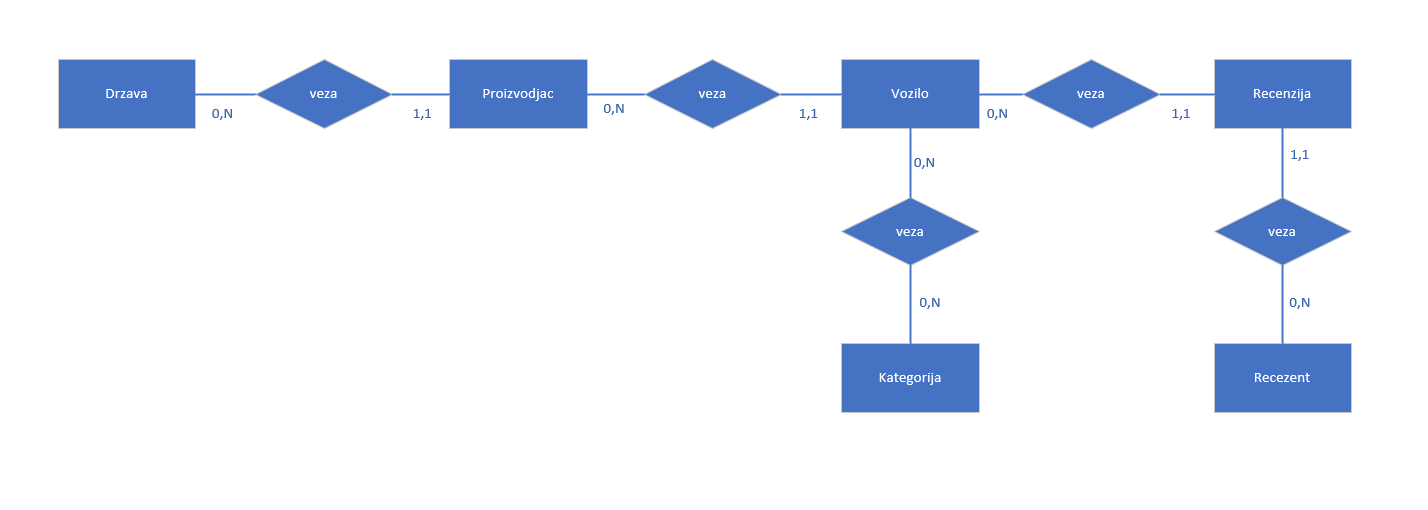 Drzava
veza
Proizvodjac
veza
Vozilo
veza
Recenzija
0,N
1,1
0,N
1,1
0,N
1,1
0,N
1,1
veza
veza
0,N
0,N
Kategorija
Recezent